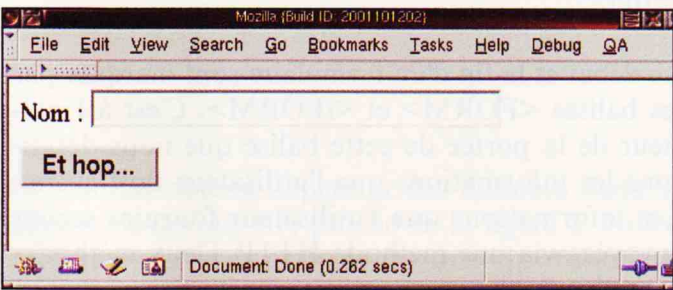 Mozilla {Build ID: 2001101202}
File Edit View Search Go Bookmarks Tasks Help Debug QA
Nom :
Et hop...
Document: Done (0.262 secs)